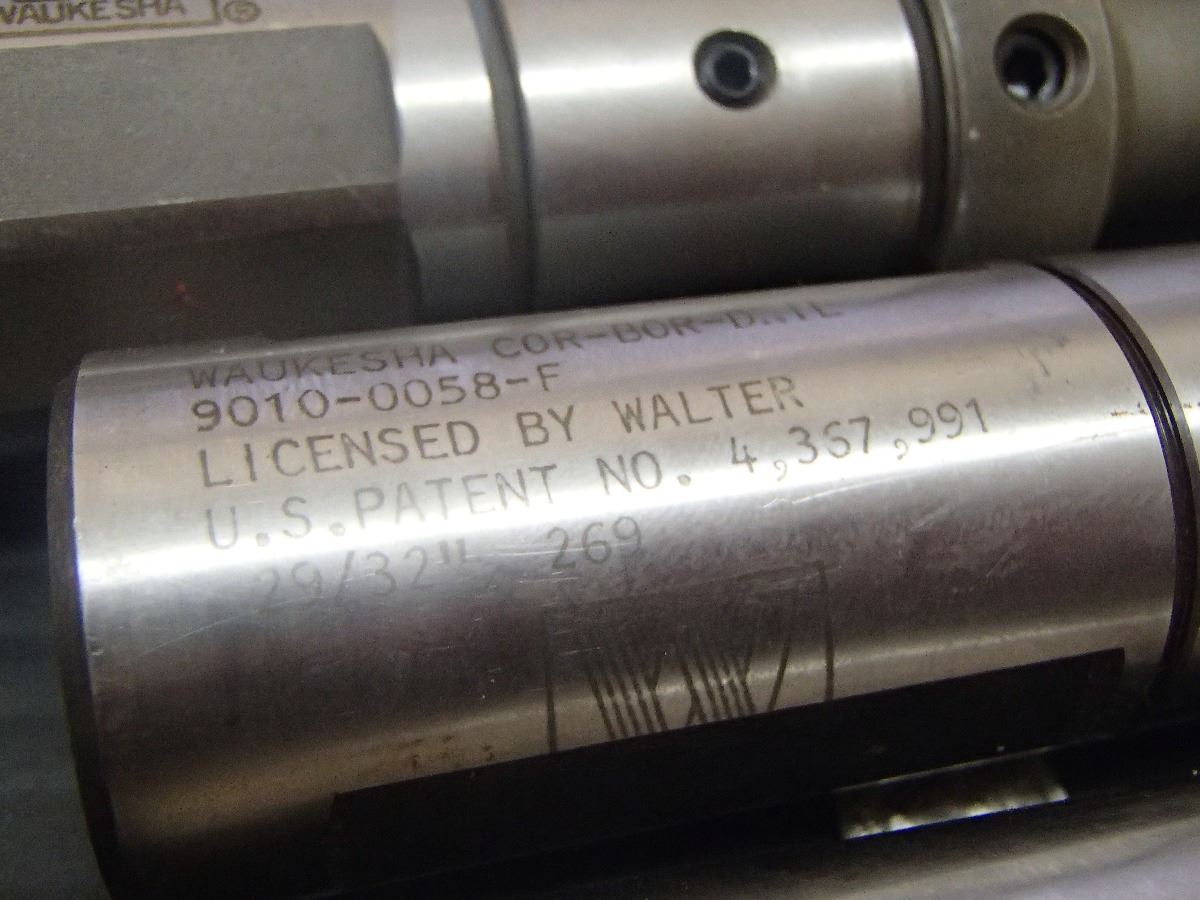 WAUKESHA ®
WAUKESHA COR-BOR-
9010-0058-F
LICENSED BY WALTER
U.S.PATENT NO. 4,367,991
29/32" 269